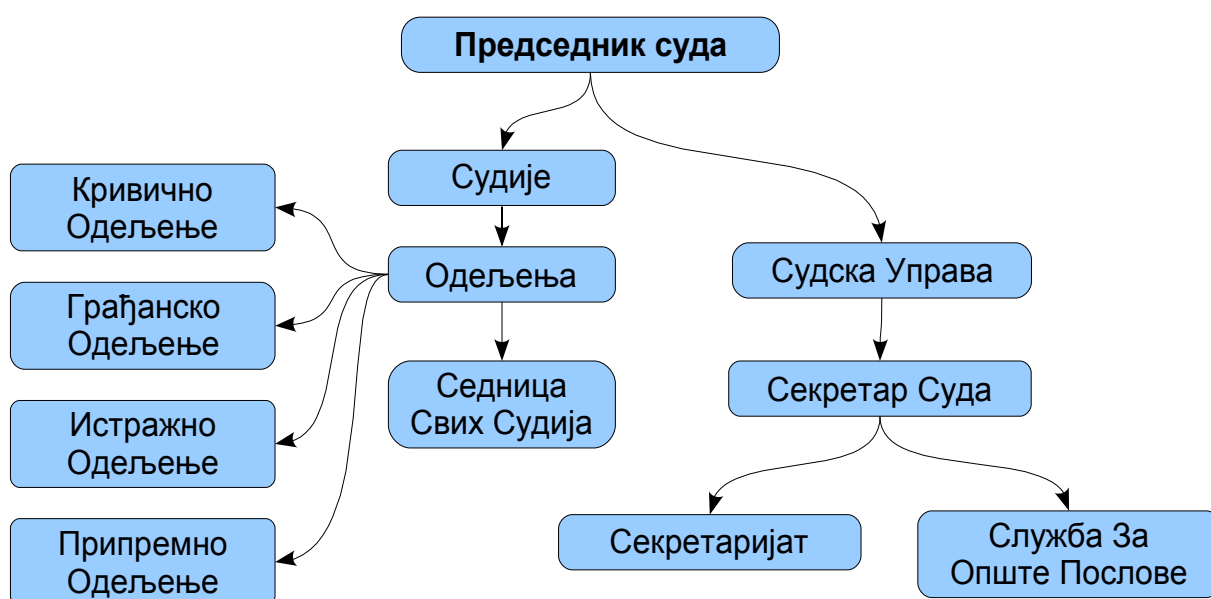 Председник суда
Судије
Кривично
Одељење
Одељења
Судска Управа
Грађанско
Одељење
Седница
Свих Судија
Секретар Суда
Истражно
Одељење
Секретаријат
Служба За
Опште Послове
Припремно
Одељење